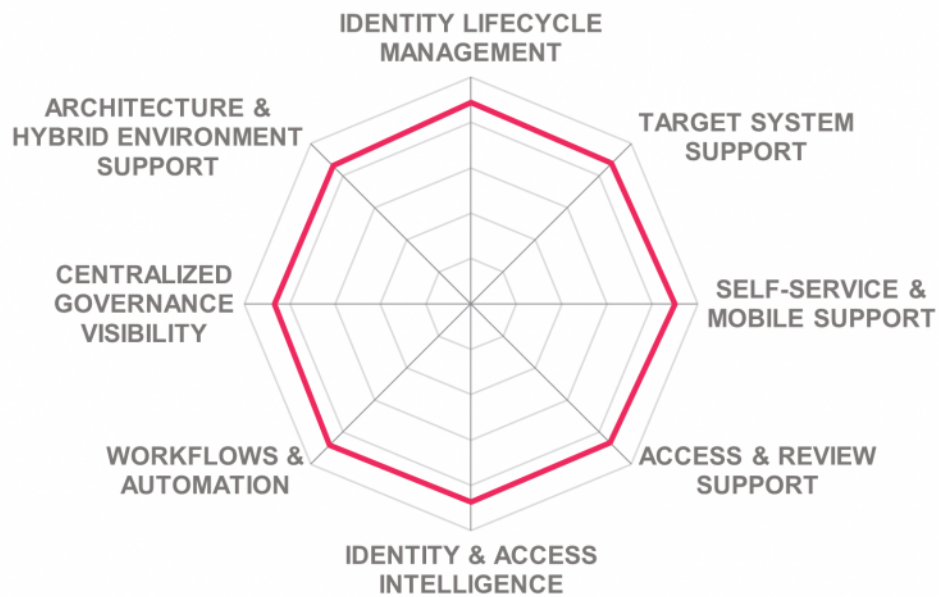 IDENTITY LIFECYCLE
MANAGEMENT
TARGET SYSTEM
SUPPORT
SELF-SERVICE &
MOBILE SUPPORT
ACCESS & REVIEW
SUPPORT
IDENTITY & ACCESS
INTELLIGENCE
WORKFLOWS &
AUTOMATION
CENTRALIZED
GOVERNANCE
VISIBILITY
ARCHITECTURE &
HYBRID ENVIRONMENT
SUPPORT